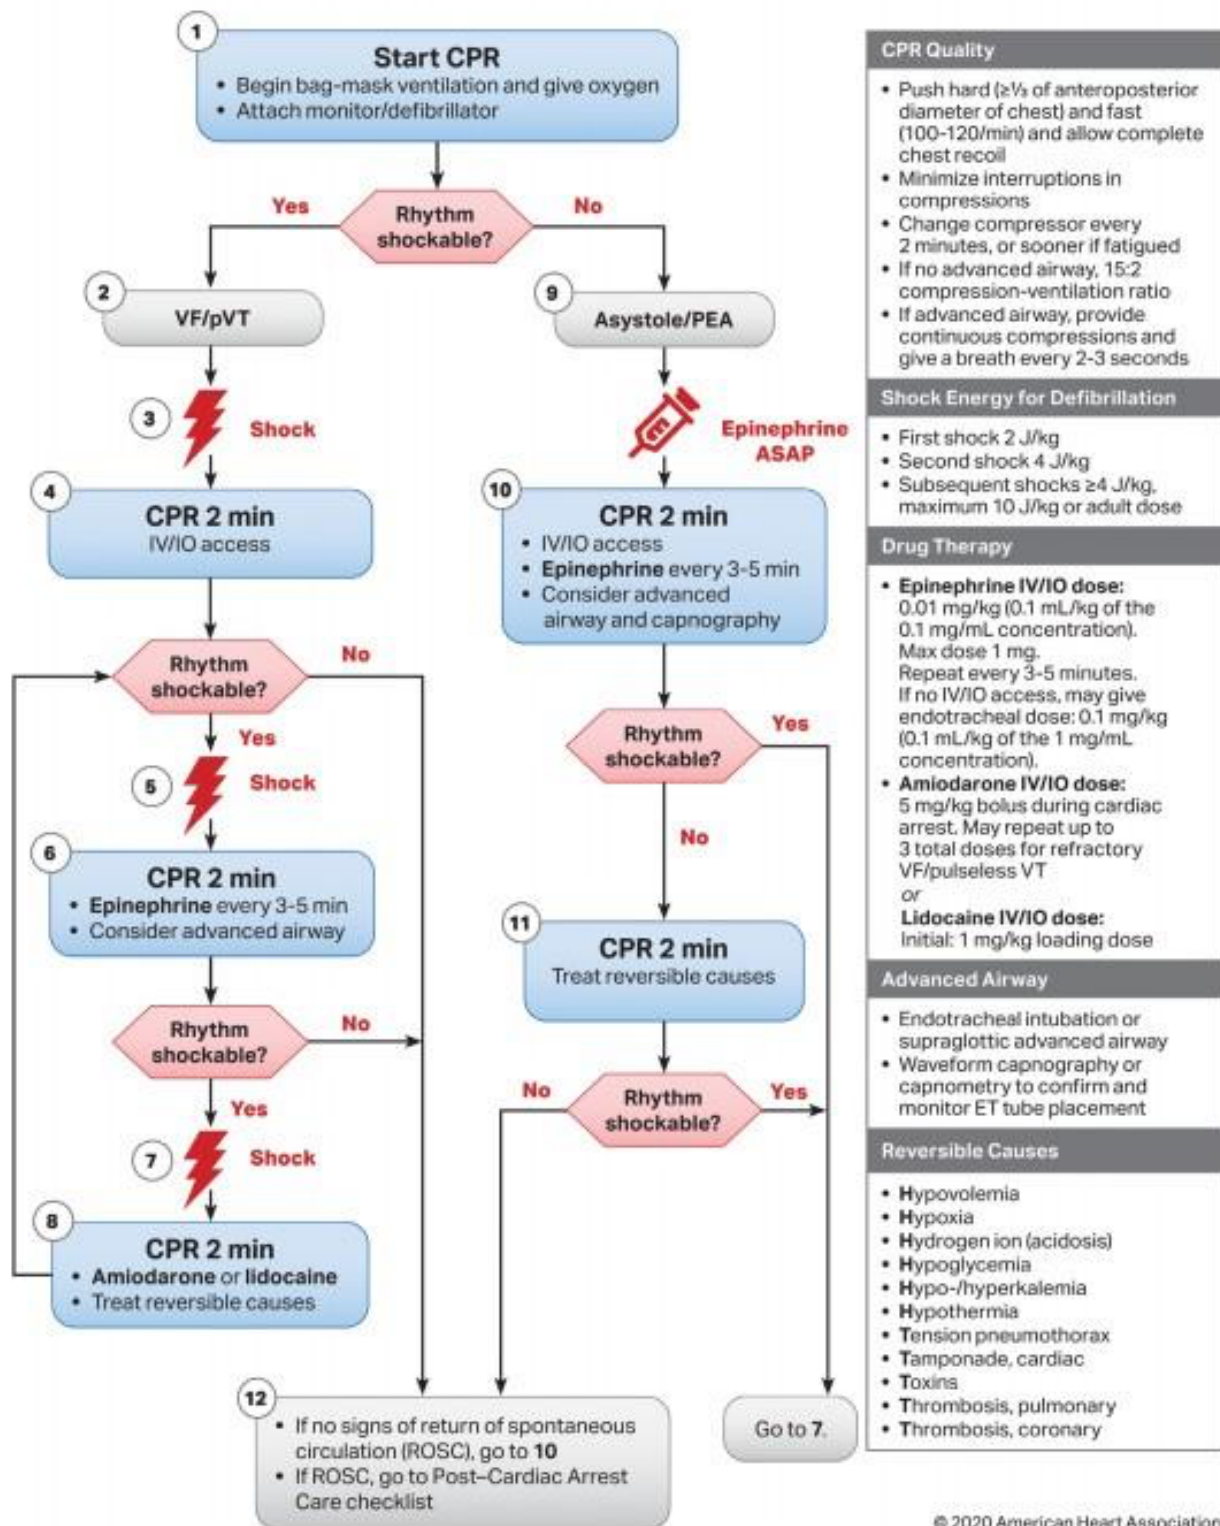 1
Start CPR
• Begin bag-mask ventilation and give oxygen
• Attach monitor/defibrillator
Rhythm
shockable?
Yes
No
2
VF/pVT
3
Shock
4
CPR 2 min
IV/IO access
Rhythm
shockable?
No
Yes
5
Shock
6
CPR 2 min
• Epinephrine every 3-5 min
• Consider advanced airway
Rhythm
shockable?
No
Yes
7
Shock
8
CPR 2 min
• Amiodarone or lidocaine
• Treat reversible causes
9
Asystole/PEA
Epinephrine
ASAP
10
CPR 2 min
• IV/IO access
• Epinephrine every 3-5 min
• Consider advanced
airway and capnography
Rhythm
shockable?
Yes
No
11
CPR 2 min
Treat reversible causes
Rhythm
shockable?
No
Yes
12
• If no signs of return of spontaneous
circulation (ROSC), go to 10
• If ROSC, go to Post–Cardiac Arrest
Care checklist
Go to 7.
CPR Quality
• Push hard (≥⅓ of anteroposterior
diameter of chest) and fast
(100-120/min) and allow complete
chest recoil
• Minimize interruptions in
compressions
• Change compressor every
2 minutes, or sooner if fatigued
• If no advanced airway, 15:2
compression-ventilation ratio
• If advanced airway, provide
continuous compressions and
give a breath every 2-3 seconds
Shock Energy for Defibrillation
• First shock 2 J/kg
• Second shock 4 J/kg
• Subsequent shocks ≥4 J/kg,
maximum 10 J/kg or adult dose
Drug Therapy
• Epinephrine IV/IO dose:
0.01 mg/kg (0.1 mL/kg of the
0.1 mg/mL concentration).
Max dose 1 mg.
Repeat every 3-5 minutes.
If no IV/IO access, may give
endotracheal dose: 0.1 mg/kg
(0.1 mL/kg of the 1 mg/mL
concentration).
• Amiodarone IV/IO dose:
5 mg/kg bolus during cardiac
arrest. May repeat up to
3 total doses for refractory
VF/pulseless VT
or
Lidocaine IV/IO dose:
Initial: 1 mg/kg loading dose
Advanced Airway
• Endotracheal intubation or
supraglottic advanced airway
• Waveform capnography or
capnometry to confirm and
monitor ET tube placement
Reversible Causes
• Hypovolemia
• Hypoxia
• Hydrogen ion (acidosis)
• Hypoglycemia
• Hypo-/hyperkalemia
• Hypothermia
• Tension pneumothorax
• Tamponade, cardiac
• Toxins
• Thrombosis, pulmonary
• Thrombosis, coronary
© 2020 American Heart Association